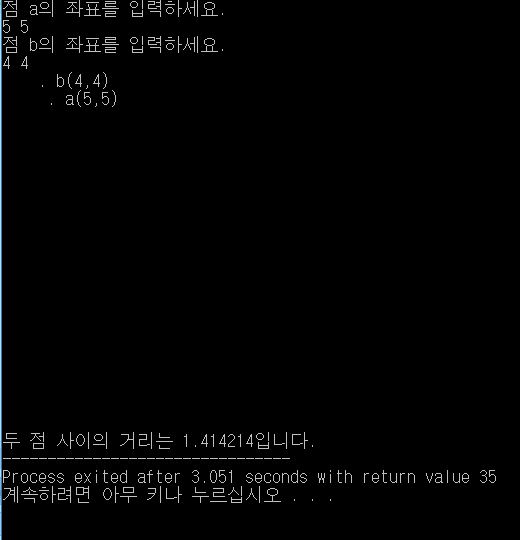 점 a의 좌표를 입력하세요.
5 5
점 b의 좌표를 입력하세요.
4 4
. b(4,4)
. a(5,5)
두 점 사이의 거리는 1.414214입니다.
--------------------------------
Process exited after 3.051 seconds with return value 35
계속하려면 아무 키나 누르십시오 . . .